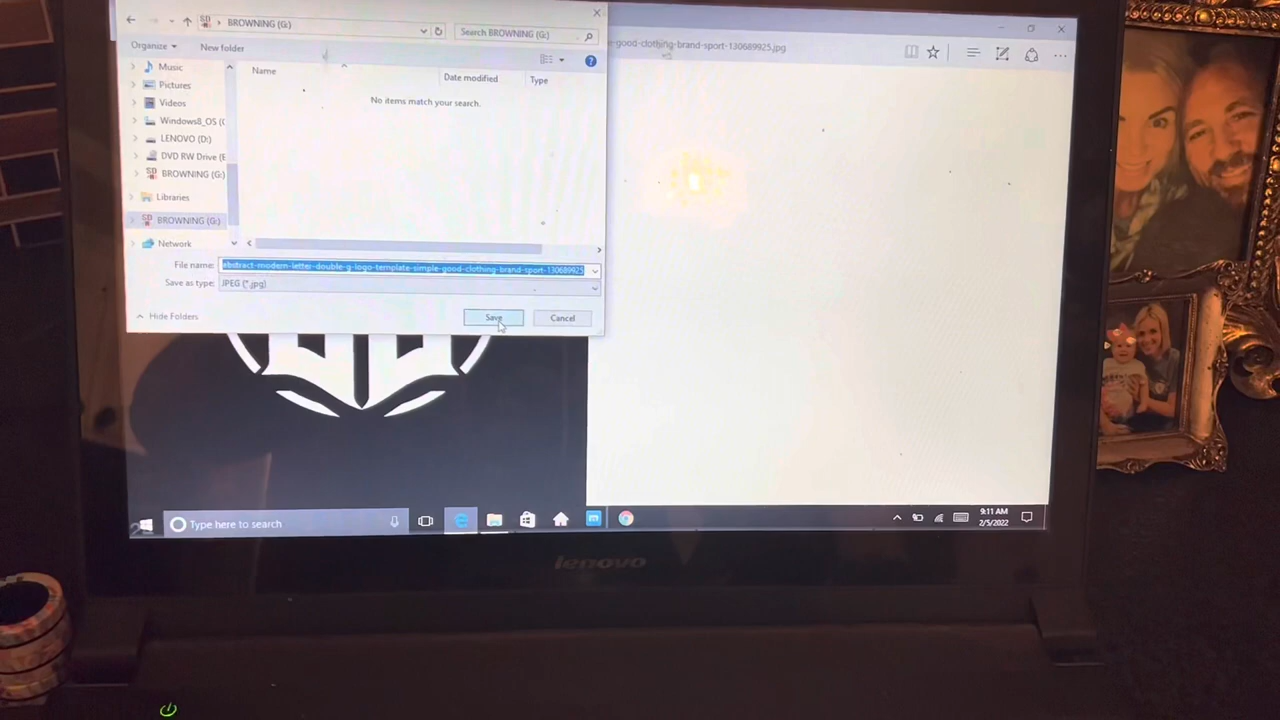 BROWNING (G:)
Search BROWNING (G:)
Organize
New folder
Music
Pictures
Videos
Windows8_OS (
LENOVO (D:)
DVD RW Drive (E
BROWNING (G:)
Libraries
BROWNING (G:)
Network
Name
Date modified
Type
No items match your search.
File name:
abstract-modern-letter-double-g-logo-template-simple-good-clothing-brand-sport-130689925
Save as type:
JPEG (*.jpg)
Hide Folders
Save
Cancel
e-good-clothing-brand-sport-130689925.jpg
Type here to search
9:11 AM
2/5/2022
lenovo